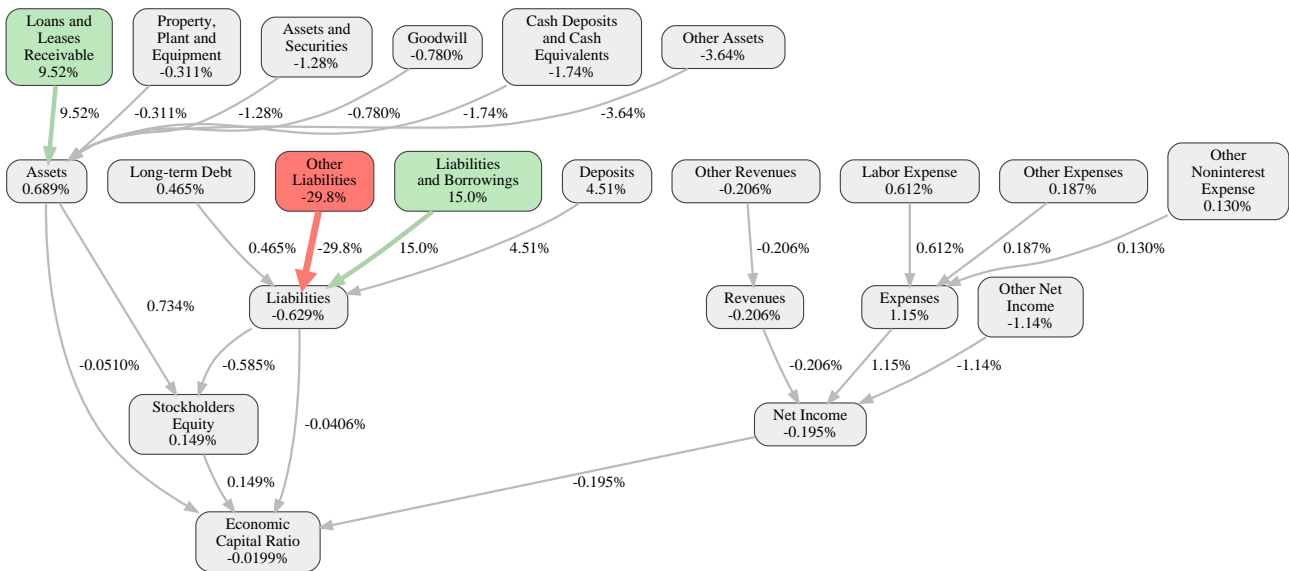 Loans and
Leases
Receivable
9.52%
Property,
Plant and
Equipment
-0.311%
Assets and
Securities
-1.28%
Goodwill
-0.780%
Cash Deposits
and Cash
Equivalents
-1.74%
Other Assets
-3.64%
9.52%
-0.311%
-1.28%
-0.780%
-1.74%
-3.64%
Assets
0.689%
Long-term Debt
0.465%
Other
Liabilities
-29.8%
Liabilities
and Borrowings
15.0%
Deposits
4.51%
Other Revenues
-0.206%
Labor Expense
0.612%
Other Expenses
0.187%
Other
Noninterest
Expense
0.130%
0.465%
-29.8%
15.0%
4.51%
-0.206%
0.612%
0.187%
0.130%
Liabilities
-0.629%
Revenues
-0.206%
Expenses
1.15%
Other Net
Income
-1.14%
0.734%
-0.0510%
-0.585%
-0.206%
1.15%
-1.14%
Stockholders
Equity
0.149%
-0.0406%
Net Income
-0.195%
0.149%
-0.195%
Economic
Capital Ratio
-0.0199%